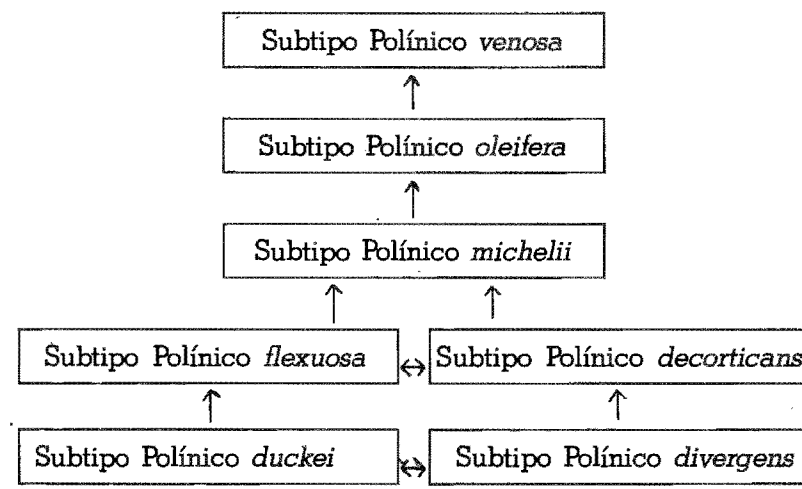 Subtipo Polínico venosa
Subtipo Polínico oleifera
Subtipo Polínico michelii
Subtipo Polínico flexuosa
Subtipo Polínico decorticans
Subtipo Polínico duckei
Subtipo Polínico divergens